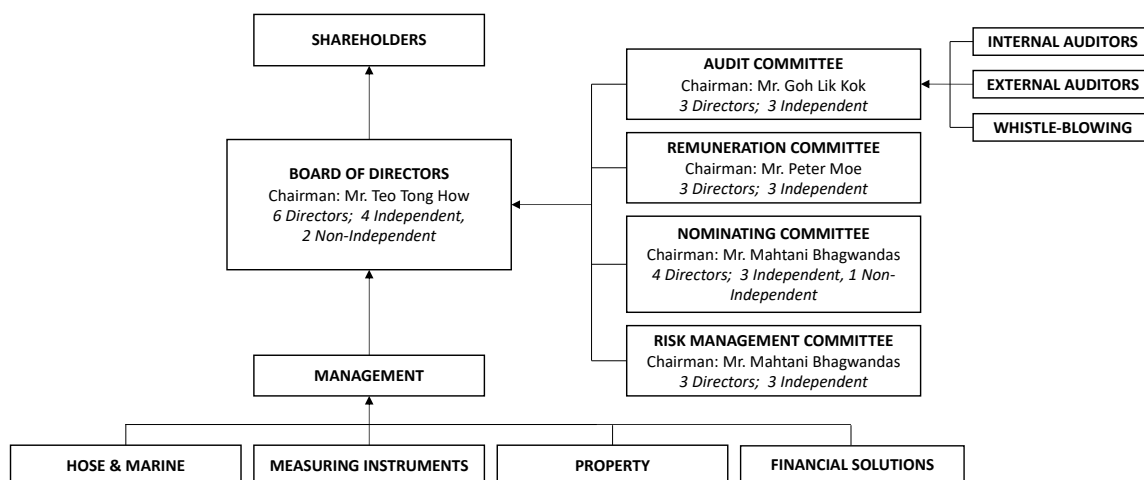 SHAREHOLDERS
BOARD OF DIRECTORS
Chairman: Mr. Teo Tong How
6 Directors; 4 Independent,
2 Non-Independent
MANAGEMENT
AUDIT COMMITTEE
Chairman: Mr. Goh Lik Kok
3 Directors; 3 Independent
REMUNERATION COMMITTEE
Chairman: Mr. Peter Moe
3 Directors; 3 Independent
NOMINATING COMMITTEE
Chairman: Mr. Mahtani Bhagwandas
4 Directors; 3 Independent, 1 Non-
Independent
RISK MANAGEMENT COMMITTEE
Chairman: Mr. Mahtani Bhagwandas
3 Directors; 3 Independent
INTERNAL AUDITORS
EXTERNAL AUDITORS
WHISTLE-BLOWING
HOSE & MARINE
MEASURING INSTRUMENTS
PROPERTY
FINANCIAL SOLUTIONS